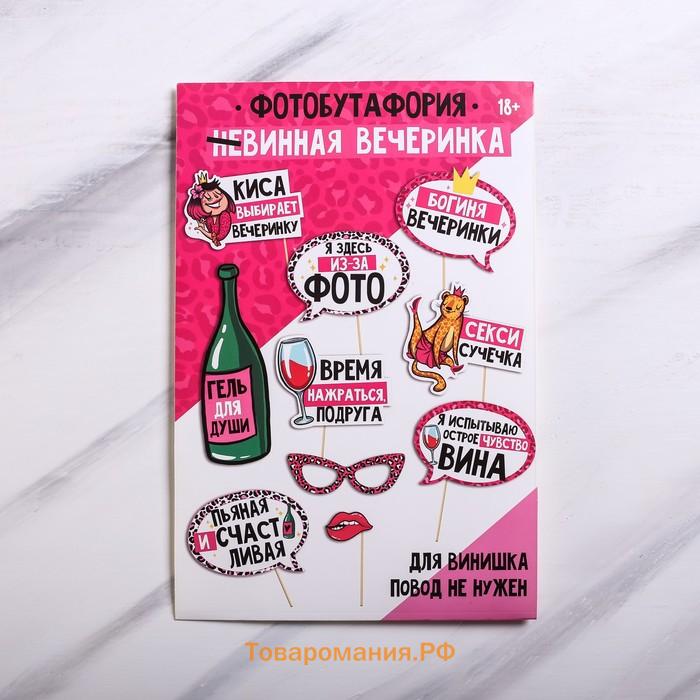 • ФОТОБУТАФОРИЯ •
18+
НЕВИННАЯ ВЕЧЕРИНКА
КИСА
ВЫБИРАЕТ
ВЕЧЕРИНКУ
БОГИНЯ
ВЕЧЕРИНКИ
Я ЗДЕСЬ
ИЗ-ЗА
ФОТО
СЕКСИ
СУЧЕЧКА
ГЕЛЬ
ДЛЯ
ДУШИ
ВРЕМЯ
НАЖРАТЬСЯ,
ПОДРУГА
Я ИСПЫТЫВАЮ
ОСТРОЕ ЧУВСТВО
ВИНА
ПЬЯНАЯ
И СЧАСТ
ЛИВАЯ
ДЛЯ ВИНИШКА
ПОВОД НЕ НУЖЕН
Товаромания.РФ